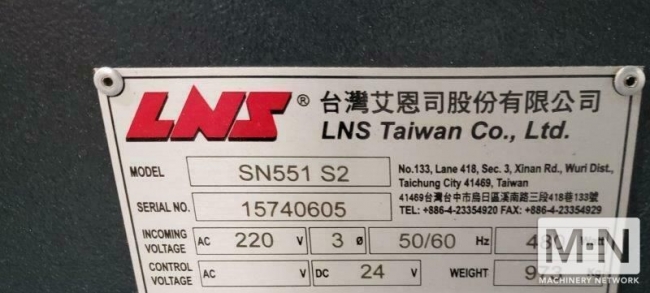 LNS ® 台灣艾恩司股份有限公司
LNS Taiwan Co., Ltd.
MODEL SN551 S2
No.133, Lane 418, Sec. 3, Xinan Rd., Wuri Dist.,
Taichung City 41469, Taiwan
41469台灣台中市烏日區溪南路三段418巷133號
SERIAL NO. 15740605
TEL: +886-4-23354920 FAX: +886-4-23354929
INCOMING VOLTAGE AC 220 V 3 ø 50/60 Hz
CONTROL VOLTAGE AC V DC 24 V WEIGHT
M-N
MACHINERY NETWORK